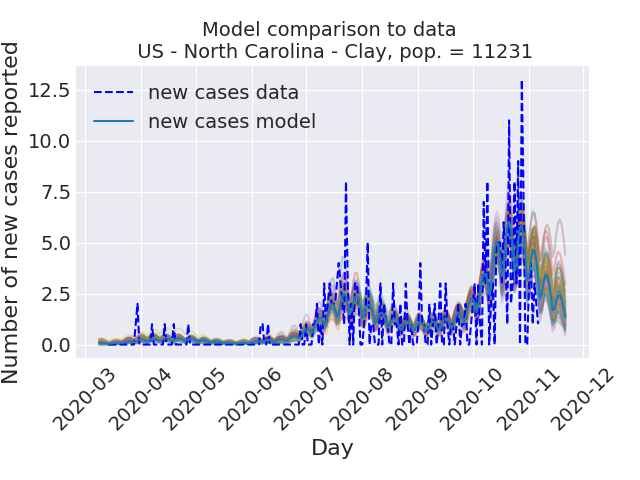 Model comparison to data
US - North Carolina - Clay, pop. = 11231
new cases data
new cases model
Number of new cases reported
12.5
10.0
7.5
5.0
2.5
0.0
2020-03
2020-04
2020-05
2020-06
2020-07
2020-08
2020-09
2020-10
2020-11
2020-12
Day